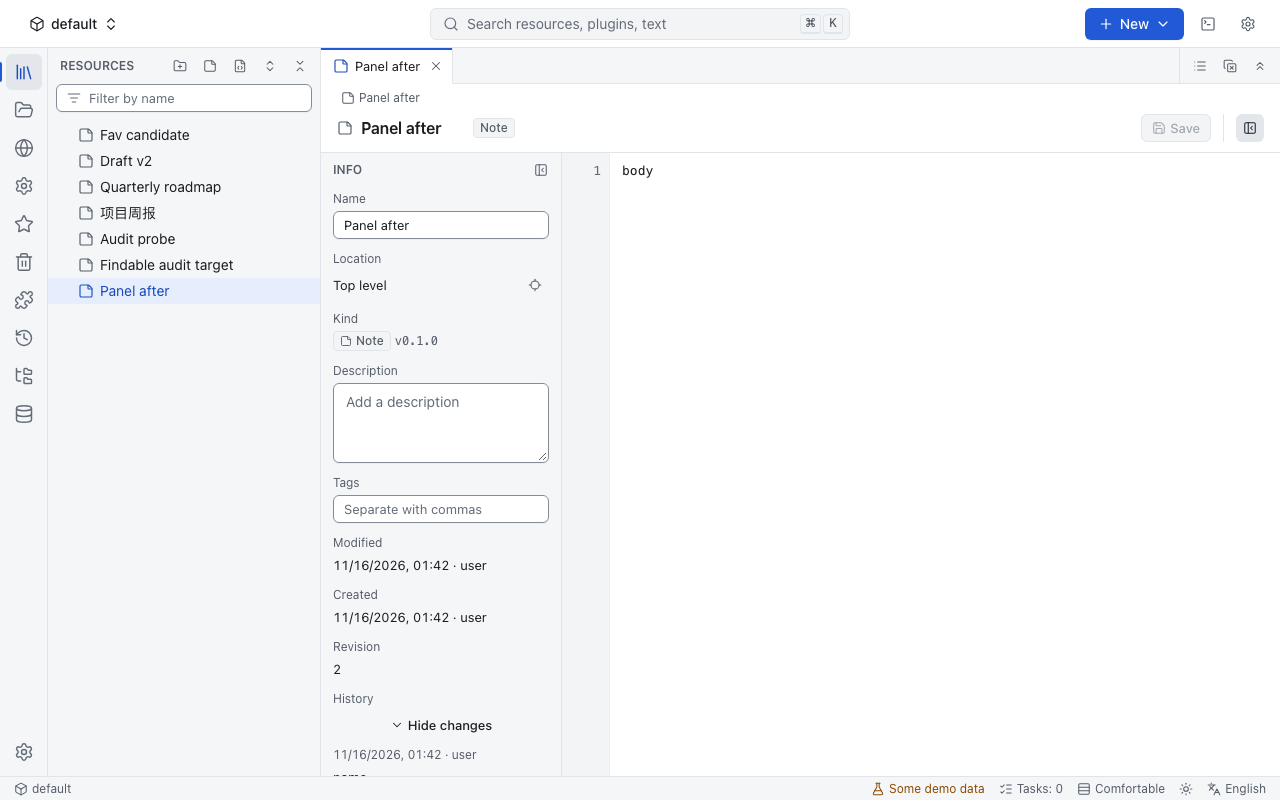 default
Search resources, plugins, text
⌘ K
New
RESOURCES
Filter by name
Fav candidate
Draft v2
Quarterly roadmap
项目周报
Audit probe
Findable audit target
Panel after
Panel after
Panel after
Panel after
Note
Save
INFO
Name
Panel after
Location
Top level
Kind
Note v0.1.0
Description
Add a description
Tags
Separate with commas
Modified
11/16/2026, 01:42 · user
Created
11/16/2026, 01:42 · user
Revision
2
History
Hide changes
11/16/2026, 01:42 · user
1
body
default
Some demo data
Tasks: 0
Comfortable
English